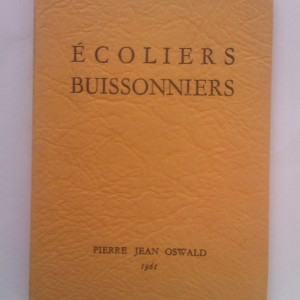 ÉCOLIERS
BUISSONNIERS
PIERRE JEAN OSWALD
1961